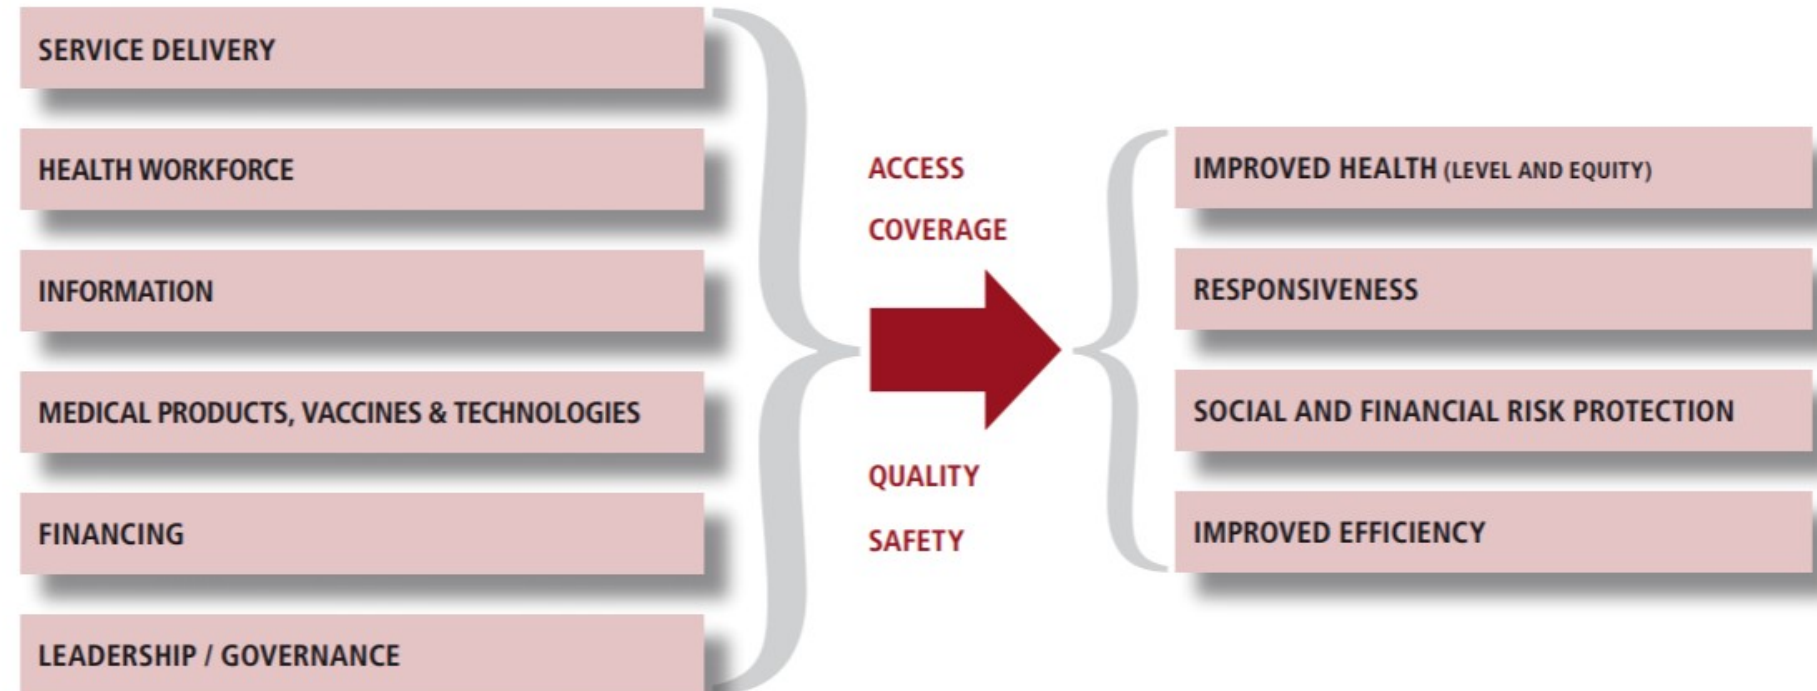 SERVICE DELIVERY
HEALTH WORKFORCE
INFORMATION
MEDICAL PRODUCTS, VACCINES & TECHNOLOGIES
FINANCING
LEADERSHIP / GOVERNANCE
ACCESS
COVERAGE
QUALITY
SAFETY
IMPROVED HEALTH (LEVEL AND EQUITY)
RESPONSIVENESS
SOCIAL AND FINANCIAL RISK PROTECTION
IMPROVED EFFICIENCY